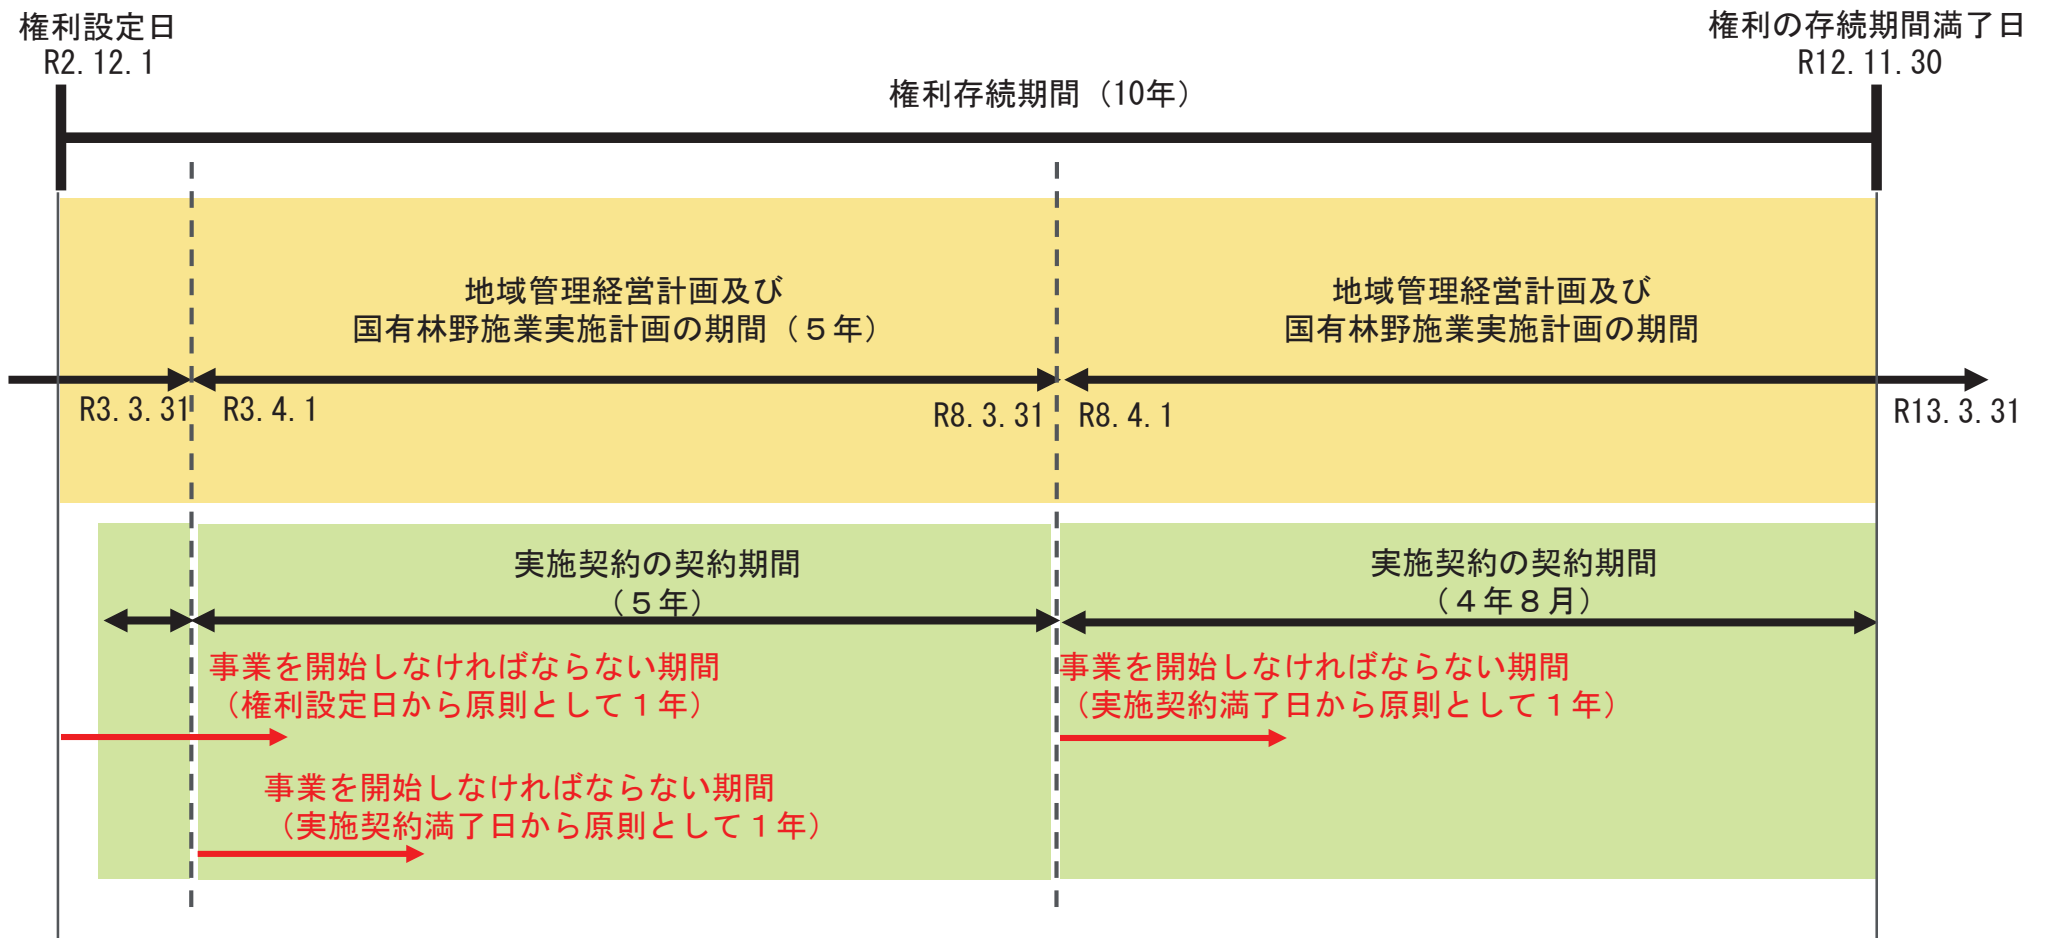 権利設定日
R2.12.1
権利の存続期間満了日
R12.11.30
権利存続期間（10年）
地域管理経営計画及び
国有林野施業実施計画の期間（５年）
地域管理経営計画及び
国有林野施業実施計画の期間
R3.3.31
R3.4.1
R8.3.31
R8.4.1
R13.3.31
実施契約の契約期間
（５年）
実施契約の契約期間
（４年８月）
事業を開始しなければならない期間
（権利設定日から原則として１年）
事業を開始しなければならない期間
（実施契約満了日から原則として１年）
事業を開始しなければならない期間
（実施契約満了日から原則として１年）